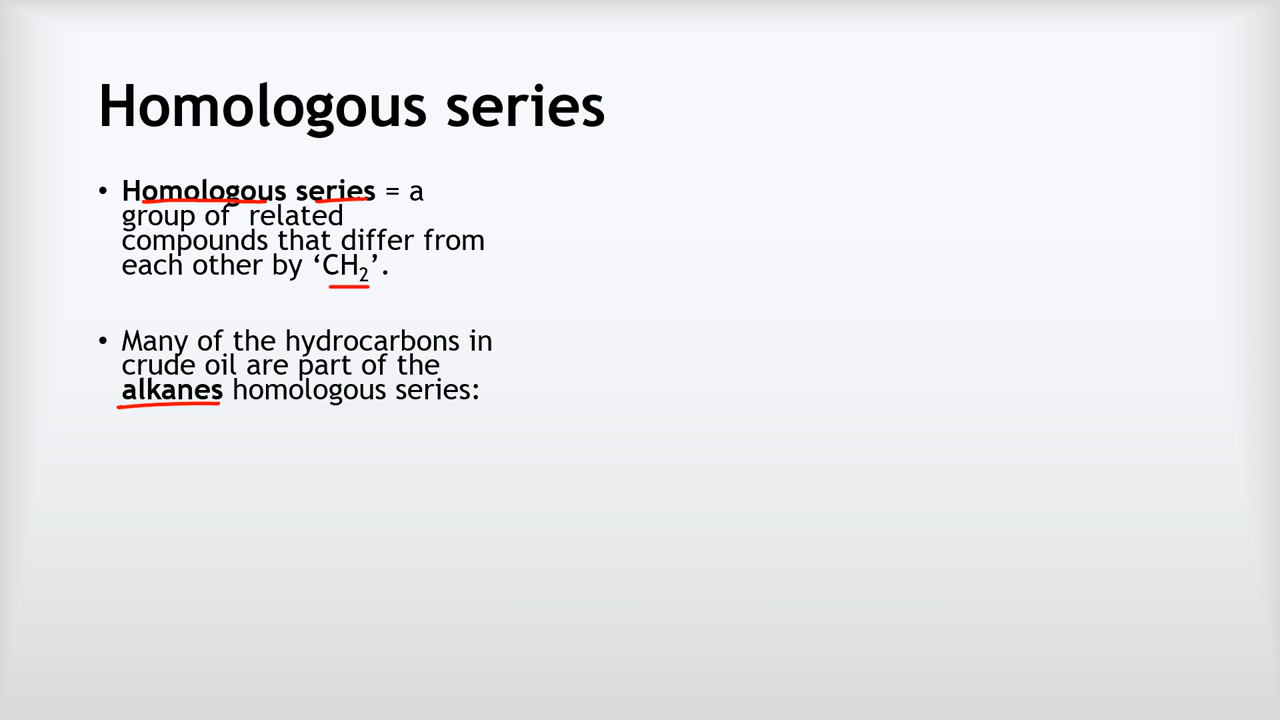 Homologous series
• Homologous series = a
group of  related
compounds that differ from
each other by ‘CH₂’.
• Many of the hydrocarbons in
crude oil are part of the
alkanes homologous series: